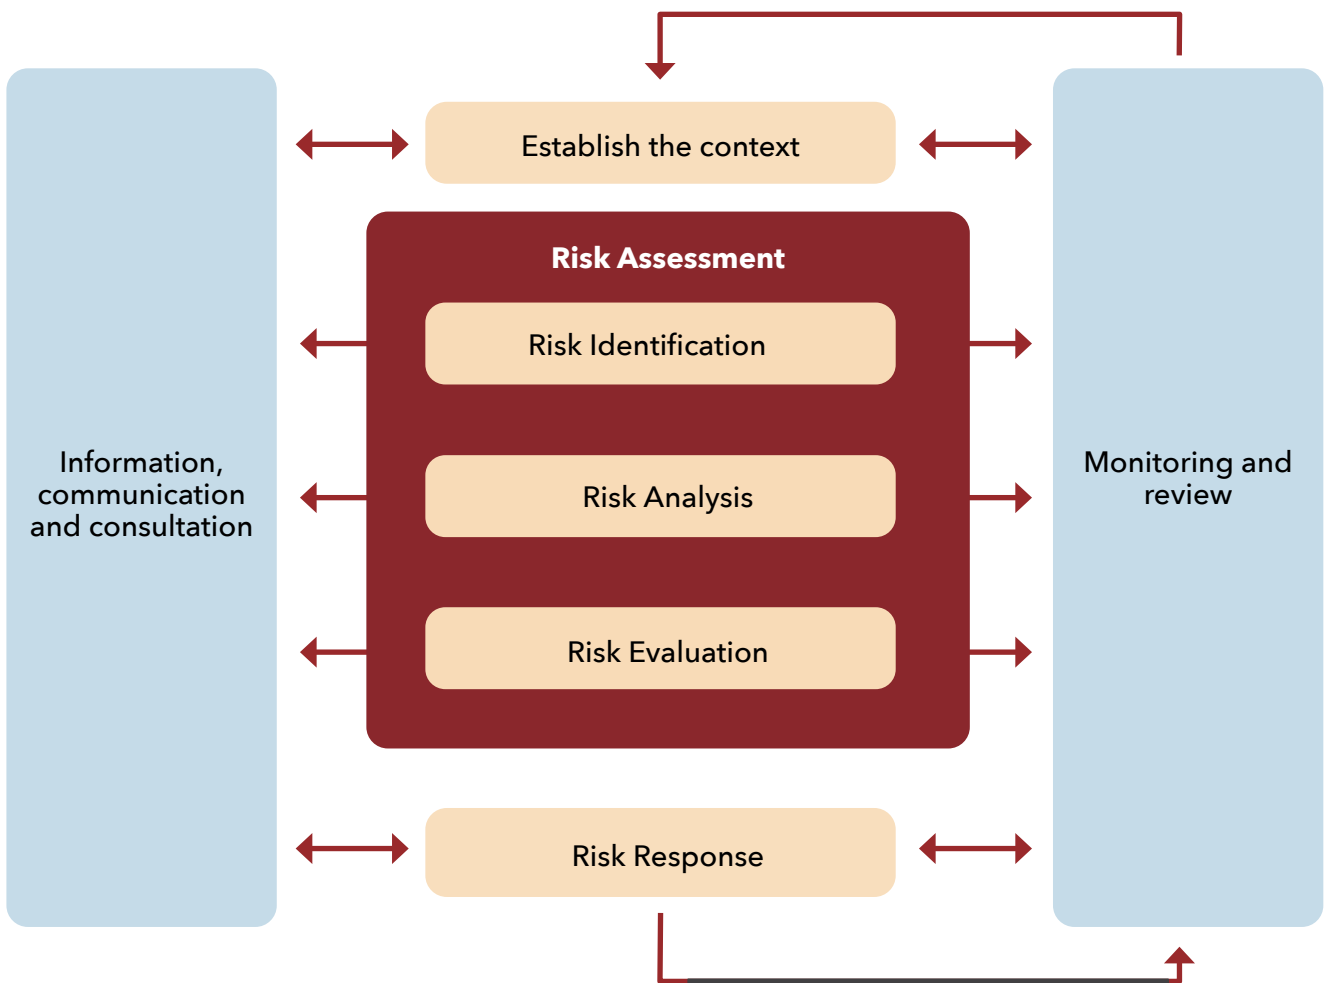 Establish the context
Risk Assessment
Risk Identification
Information,
communication
and consultation
Risk Analysis
Monitoring and
review
Risk Evaluation
Risk Response